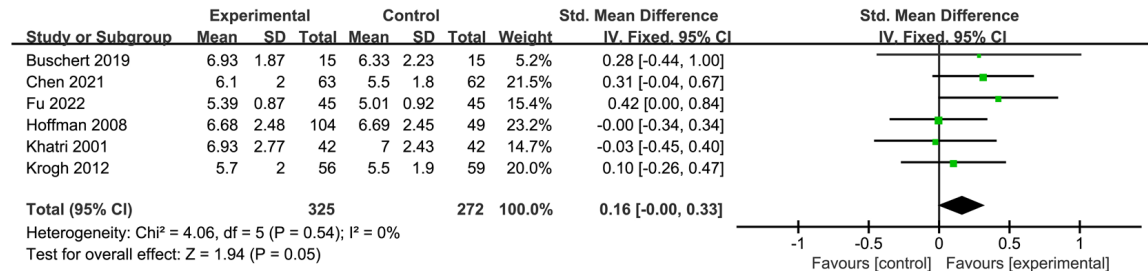 Experimental Control Std. Mean Difference Std. Mean Difference
Study or Subgroup Mean SD Total Mean SD Total Weight IV. Fixed. 95% CI IV. Fixed. 95% CI
Buschert 2019 6.93 1.87 15 6.33 2.23 15 5.2% 0.28 [-0.44, 1.00]
Chen 2021 6.1 2 63 5.5 1.8 62 21.5% 0.31 [-0.04, 0.67]
Fu 2022 5.39 0.87 45 5.01 0.92 45 15.4% 0.42 [0.00, 0.84]
Hoffman 2008 6.68 2.48 104 6.69 2.45 49 23.2% -0.00 [-0.34, 0.34]
Khatri 2001 6.93 2.77 42 7 2.43 42 14.7% -0.03 [-0.45, 0.40]
Krogh 2012 5.7 2 56 5.5 1.9 59 20.0% 0.10 [-0.26, 0.47]
Total (95% CI) 325 272 100.0% 0.16 [-0.00, 0.33]
Heterogeneity: Chi² = 4.06, df = 5 (P = 0.54); I² = 0%
Test for overall effect: Z = 1.94 (P = 0.05)
-1 -0.5 0 0.5 1
Favours [control] Favours [experimental]